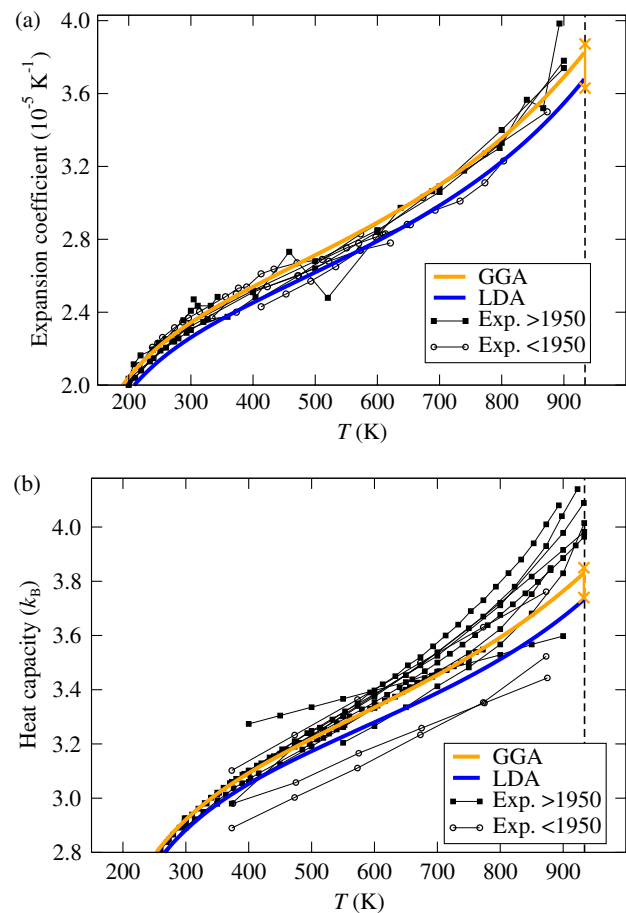 (a)
4.0
3.6
3.2
2.8
2.4
2.0
Expansion coefficient (10⁻⁵ K⁻¹)
GGA
LDA
Exp. >1950
Exp. <1950
200 300 400 500 600 700 800 900
T (K)
(b)
4.0
3.8
3.6
3.4
3.2
3.0
2.8
Heat capacity (k_B)
GGA
LDA
Exp. >1950
Exp. <1950
200 300 400 500 600 700 800 900
T (K)